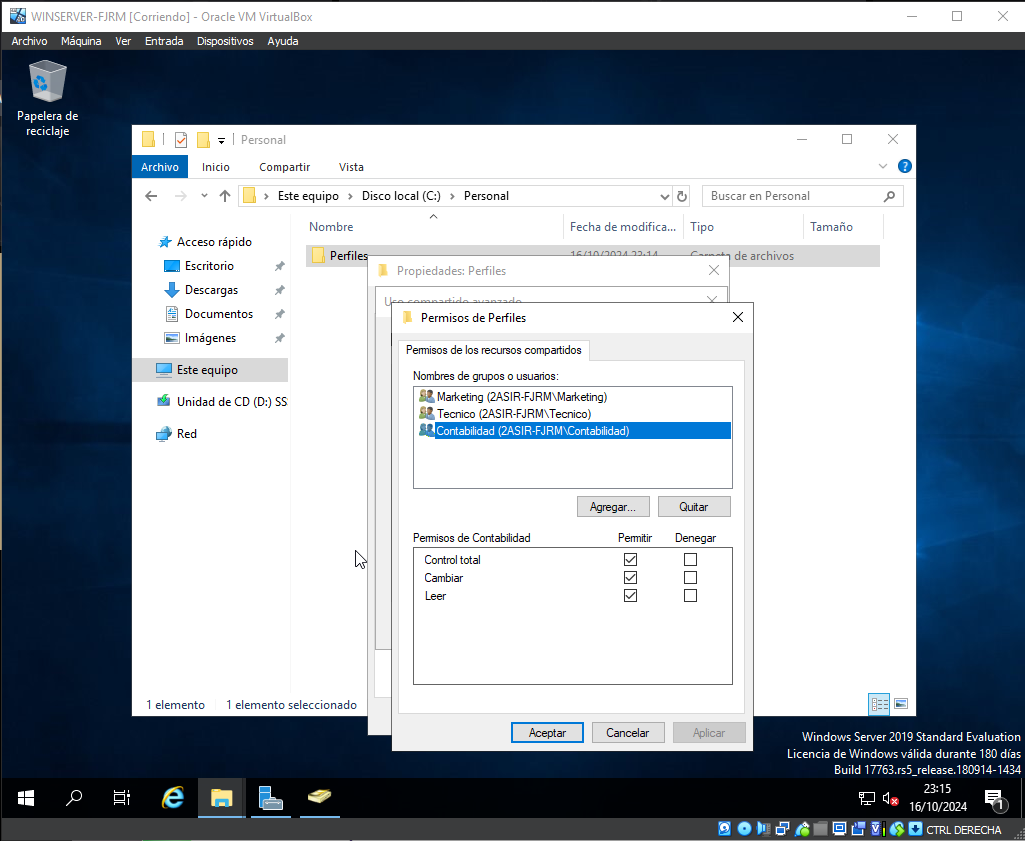 WINSERVER-FJRM [Corriendo] - Oracle VM VirtualBox
Archivo Máquina Ver Entrada Dispositivos Ayuda
Papelera de
reciclaje
Personal
Archivo Inicio Compartir Vista
Este equipo Disco local (C:) Personal
Buscar en Personal
Nombre Fecha de modifica... Tipo Tamaño
Perfiles 16/10/2024 23:14 Carpeta de archivos
Acceso rápido
Escritorio
Descargas
Documentos
Imágenes
Este equipo
Unidad de CD (D:) SS
Red
1 elemento 1 elemento seleccionado
Propiedades: Perfiles
Uso compartido avanzado
Permisos de Perfiles
Permisos de los recursos compartidos
Nombres de grupos o usuarios:
Marketing (2ASIR-FJRM\Marketing)
Tecnico (2ASIR-FJRM\Tecnico)
Contabilidad (2ASIR-FJRM\Contabilidad)
Agregar... Quitar
Permisos de Contabilidad Permitir Denegar
Control total
Cambiar
Leer
Aceptar Cancelar Aplicar
Windows Server 2019 Standard Evaluation
Licencia de Windows válida durante 180 días
Build 17763.rs5_release.180914-1434
23:15
16/10/2024
1
CTRL DERECHA